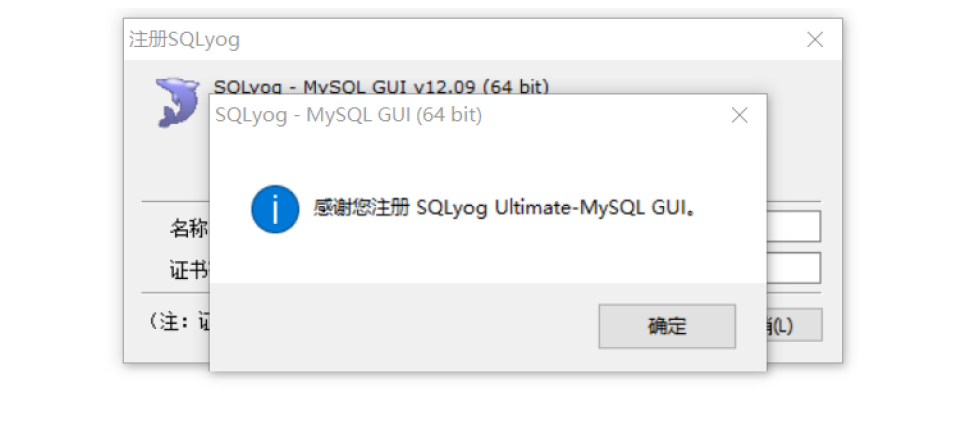 注册SQLyog
SQLyog - MySQL GUI v12.09 (64 bit)
SQLyog - MySQL GUI (64 bit)
感谢您注册 SQLyog Ultimate-MySQL GUI。
名称
证书
（注：证
确定
消(L)